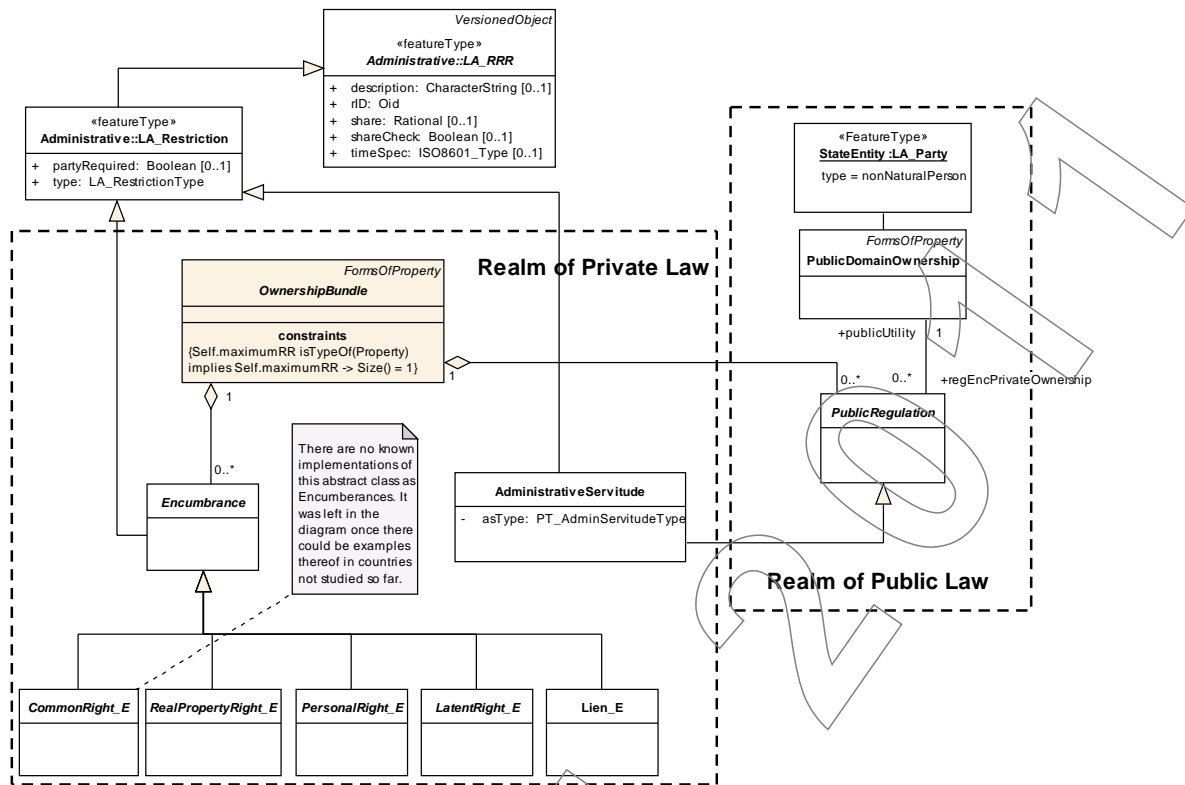 VersionedObject
«featureType»
Administrative::LA_RRR
+ description: CharacterString [0..1]
+ rID: Oid
+ share: Rational [0..1]
+ shareCheck: Boolean [0..1]
+ timeSpec: ISO8601_Type [0..1]
«featureType»
Administrative::LA_Restriction
+ partyRequired: Boolean [0..1]
+ type: LA_RestrictionType
«FeatureType»
StateEntity :LA_Party
type = nonNaturalPerson
FormsOfProperty
PublicDomainOwnership
Realm of Private Law
FormsOfProperty
OwnershipBundle
constraints
{Self.maximumRR isTypeOf(Property)
implies Self.maximumRR -> Size() = 1}
+publicUtility 1
1
0..* 0..* +regEncPrivateOwnership
1
PublicRegulation
There are no known
implementations of
this abstract class as
Encumberances. It
was left in the
diagram once there
could be examples
thereof in countries
not studied so far.
0..*
Encumbrance
AdministrativeServitude
- asType: PT_AdminServitudeType
Realm of Public Law
CommonRight_E
RealPropertyRight_E
PersonalRight_E
LatentRight_E
Lien_E
2011